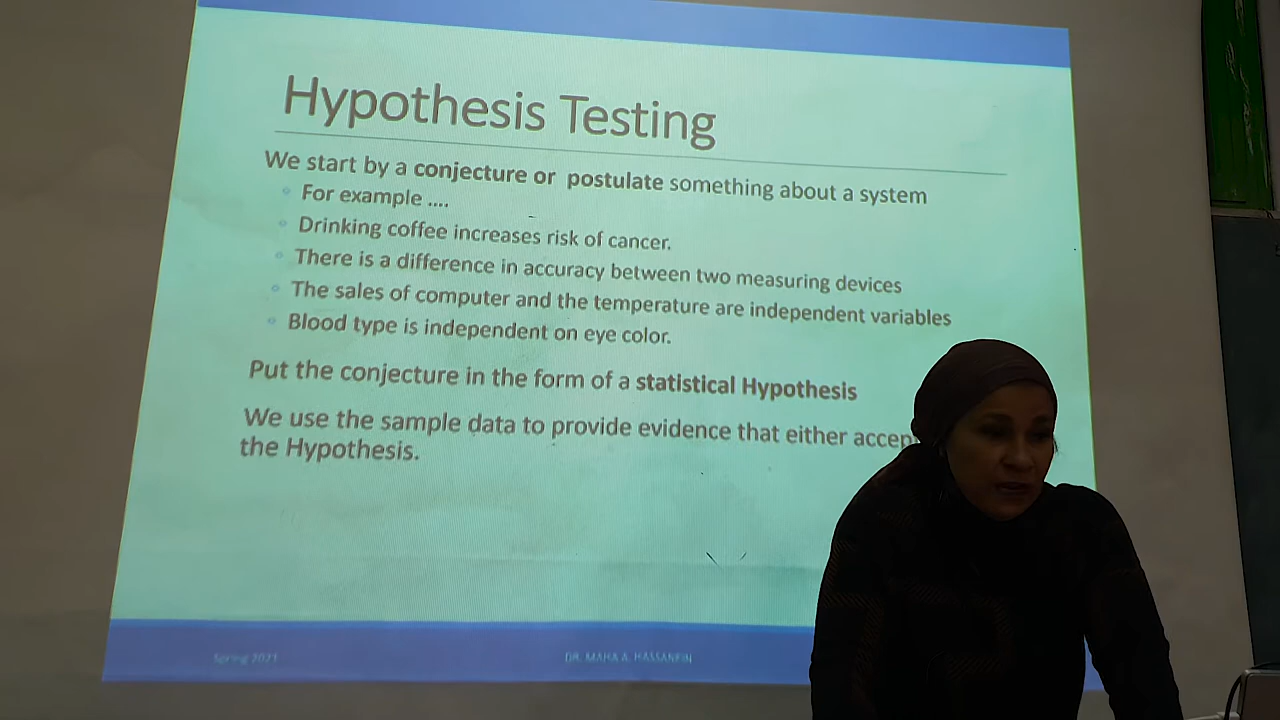 Hypothesis Testing
We start by a conjecture or postulate something about a system
For example ....
Drinking coffee increases risk of cancer.
There is a difference in accuracy between two measuring devices
The sales of computer and the temperature are independent variables
Blood type is independent on eye color.
Put the conjecture in the form of a statistical Hypothesis
We use the sample data to provide evidence that either accep
the Hypothesis.
Spring 2021
DR. MAHA A. HASSANEIN